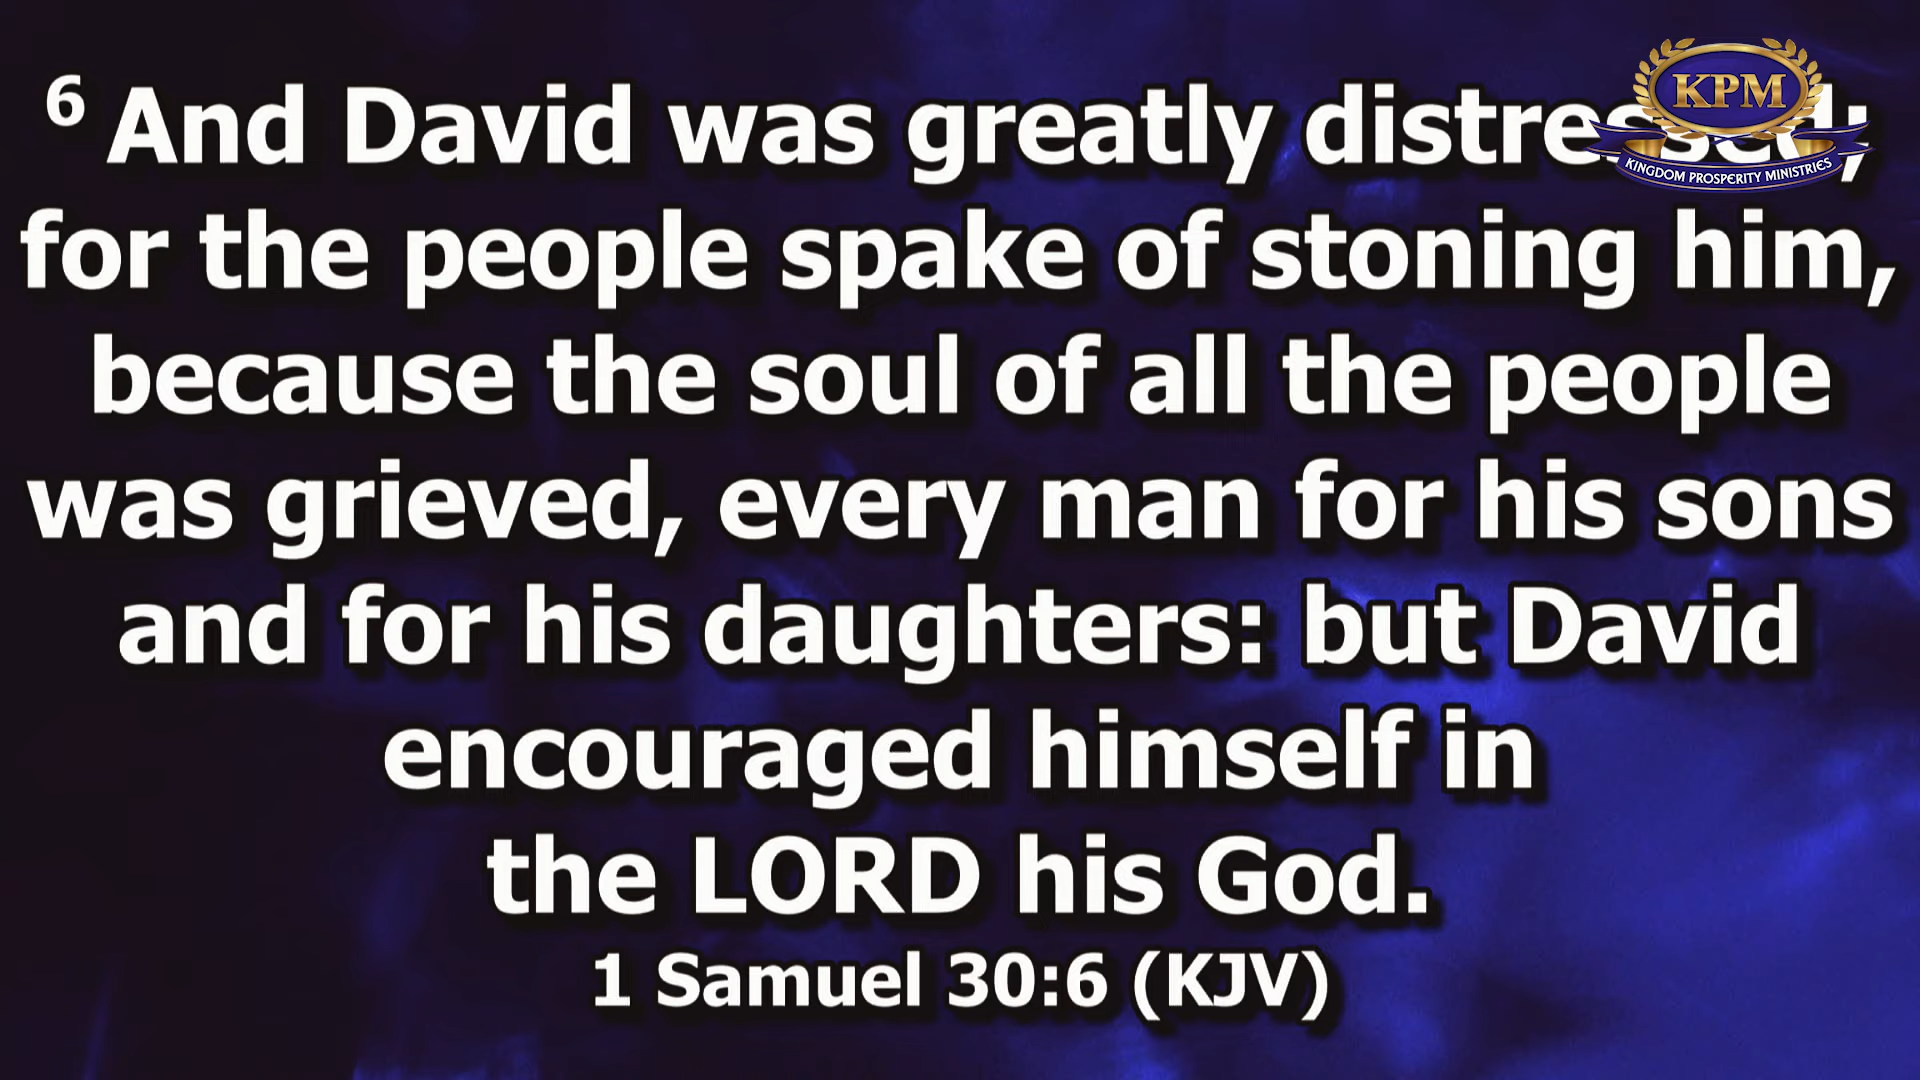 6 And David was greatly distressed;
for the people spake of stoning him,
because the soul of all the people
was grieved, every man for his sons
and for his daughters: but David
encouraged himself in
the LORD his God.
1 Samuel 30:6 (KJV)
KPM
KINGDOM PROSPERITY MINISTRIES